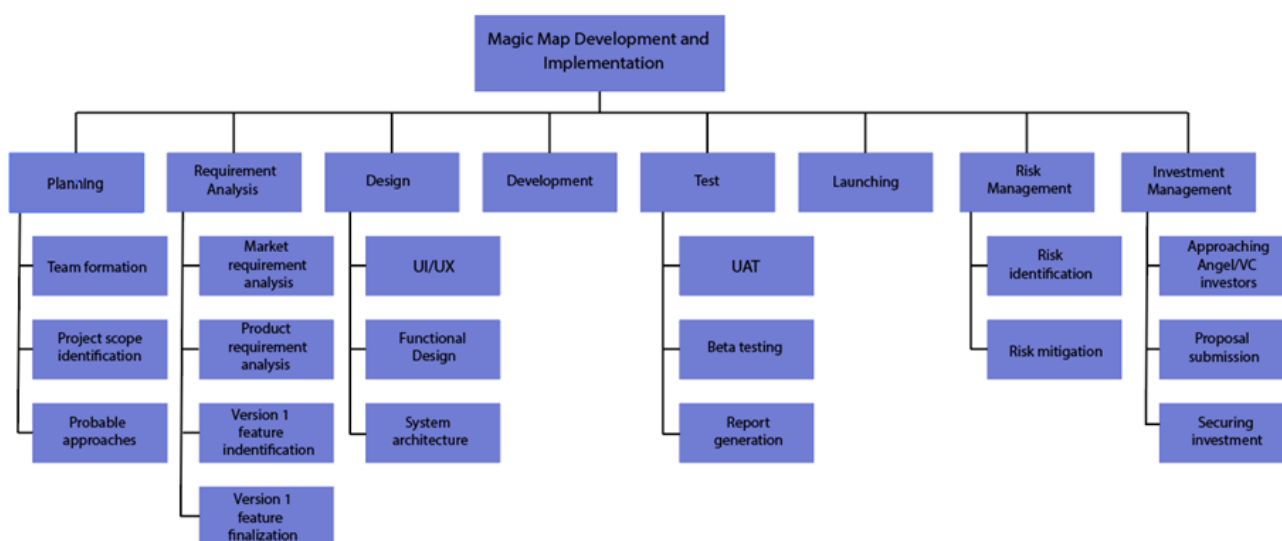 Magic Map Development and
Implementation
Planning
Requirement
Analysis
Design
Development
Test
Launching
Risk
Management
Investment
Management
Team formation
Project scope
identification
Probable
approaches
Market
requirement
analysis
Product
requirement
analysis
Version 1
feature
indentification
Version 1
feature
finalization
UI/UX
Functional
Design
System
architecture
UAT
Beta testing
Report
generation
Risk
identification
Risk mitigation
Approaching
Angel/VC
investors
Proposal
submission
Securing
investment